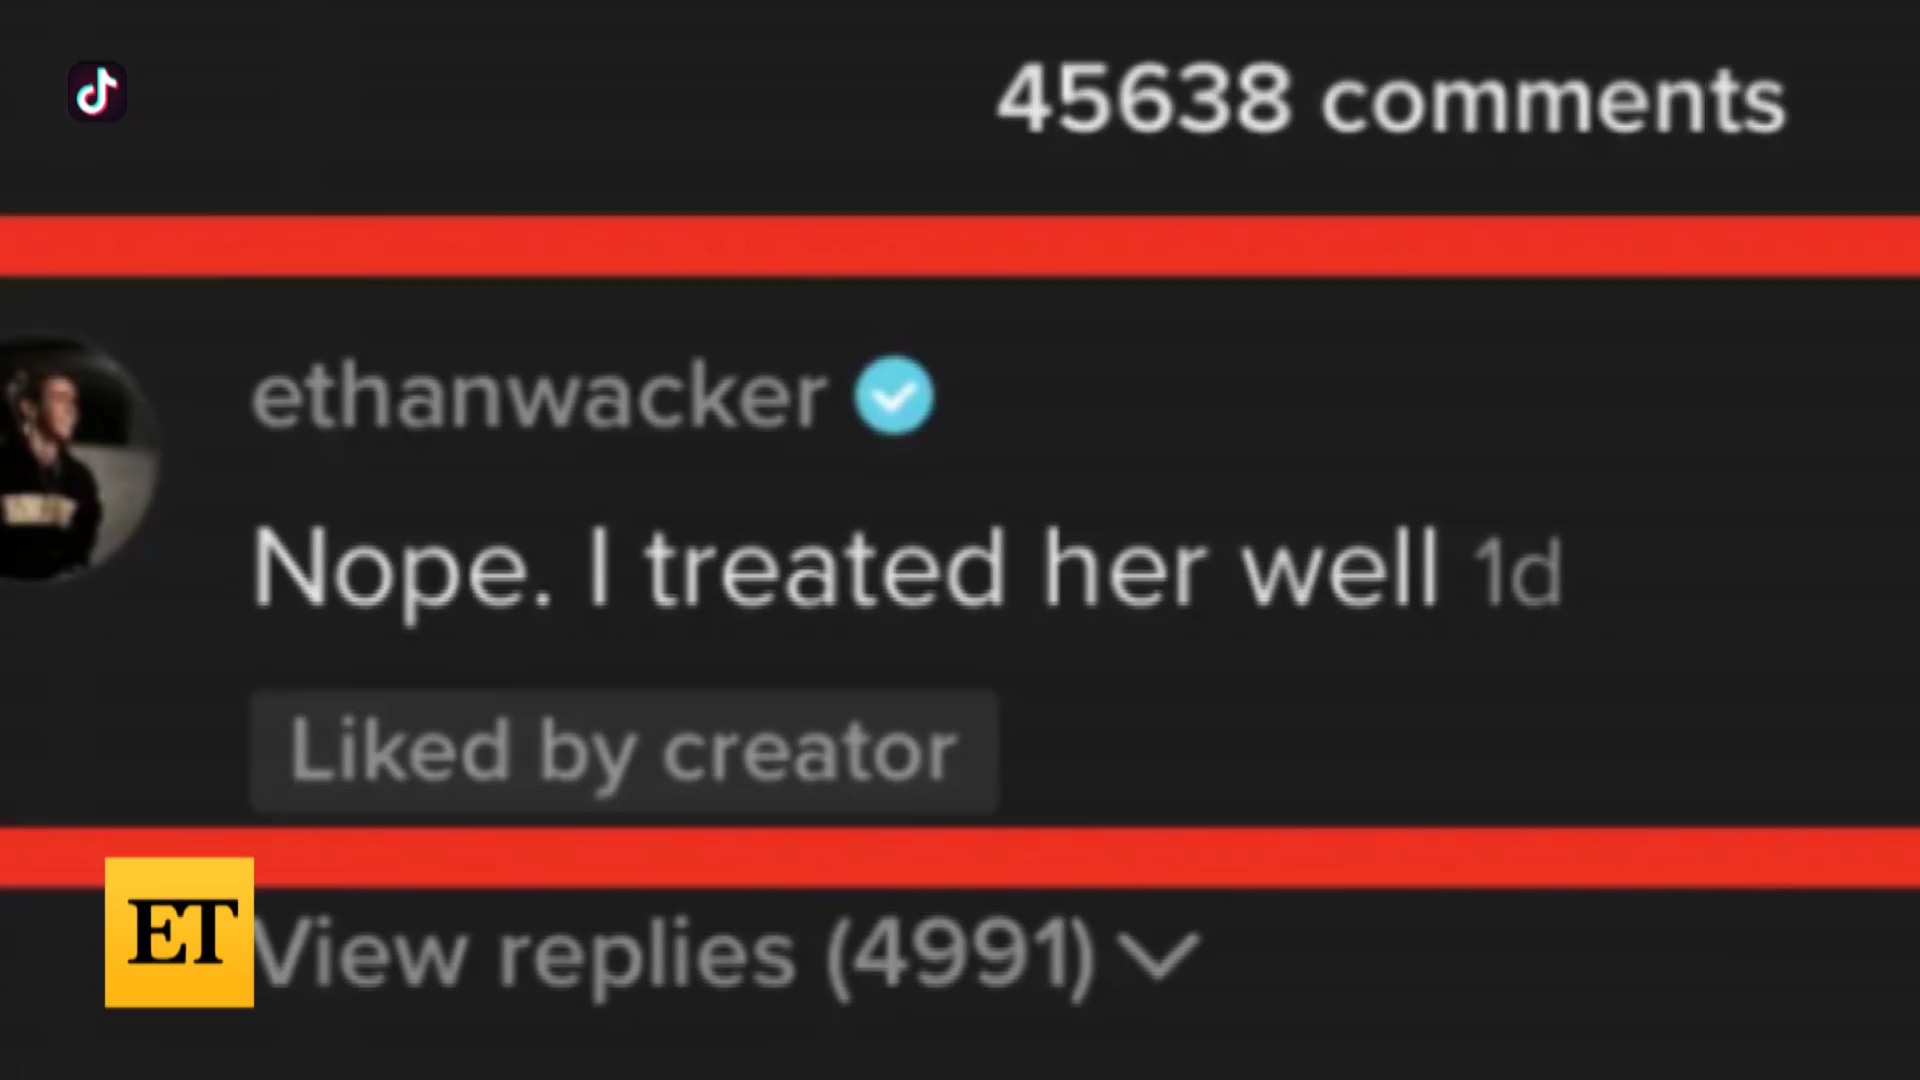 45638 comments
ethanwacker
Nope. I treated her well 1d
Liked by creator
ET
View replies (4991)